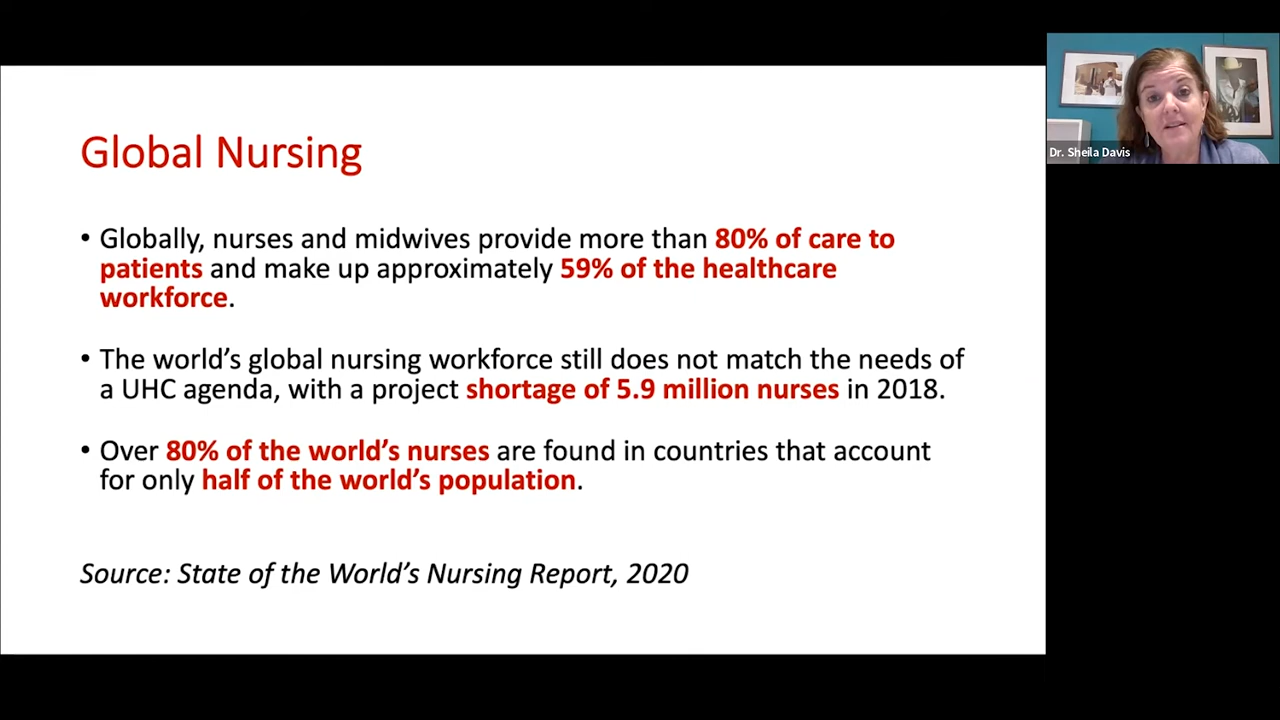 Global Nursing
• Globally, nurses and midwives provide more than 80% of care to
patients and make up approximately 59% of the healthcare
workforce.
• The world’s global nursing workforce still does not match the needs of
a UHC agenda, with a project shortage of 5.9 million nurses in 2018.
• Over 80% of the world’s nurses are found in countries that account
for only half of the world’s population.
Source: State of the World’s Nursing Report, 2020
Dr. Sheila Davis